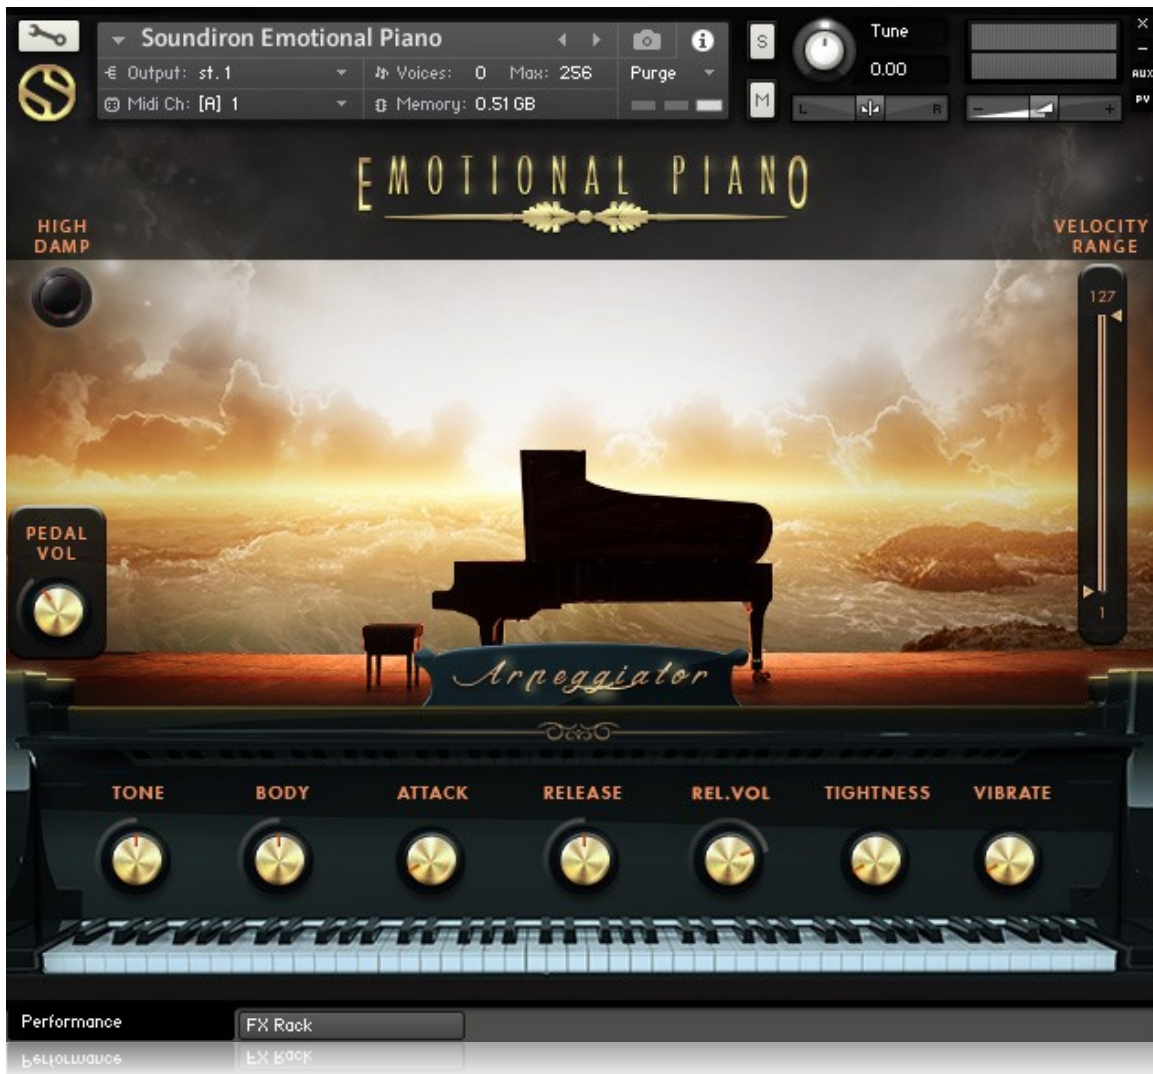 Soundiron Emotional Piano
Output: st.1
Voices: 0 Max: 256
Purge
Midi Ch: [A] 1
Memory: 0.51 GB
S
M
Tune
0.00
L R
- +
X
-
AUX
PV
EMOTIONAL PIANO
HIGH
DAMP
VELOCITY
RANGE
127
1
PEDAL
VOL
Arpeggiator
TONE BODY ATTACK RELEASE REL.VOL TIGHTNESS VIBRATE
Performance FX Rack